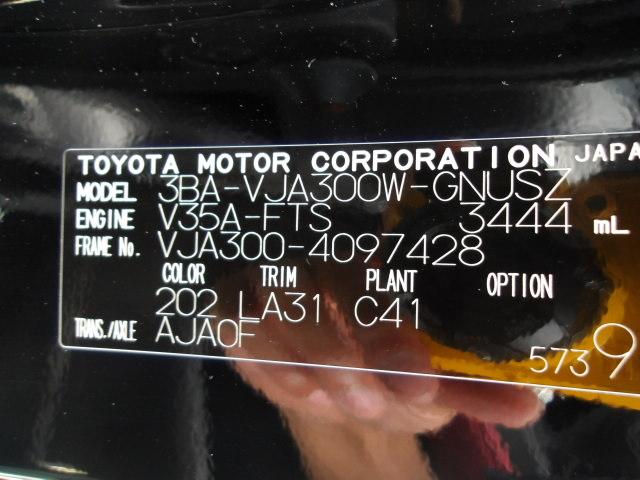 TOYOTA MOTOR CORPORATION JAPA
MODEL 3BA-VJA300W-GNUSZ
ENGINE V35A-FTS 3444 mL
FRAME No. VJA300-4097428
COLOR TRIM PLANT OPTION
202 LA31 C41
TRANS./AXLE AJA0F
5739